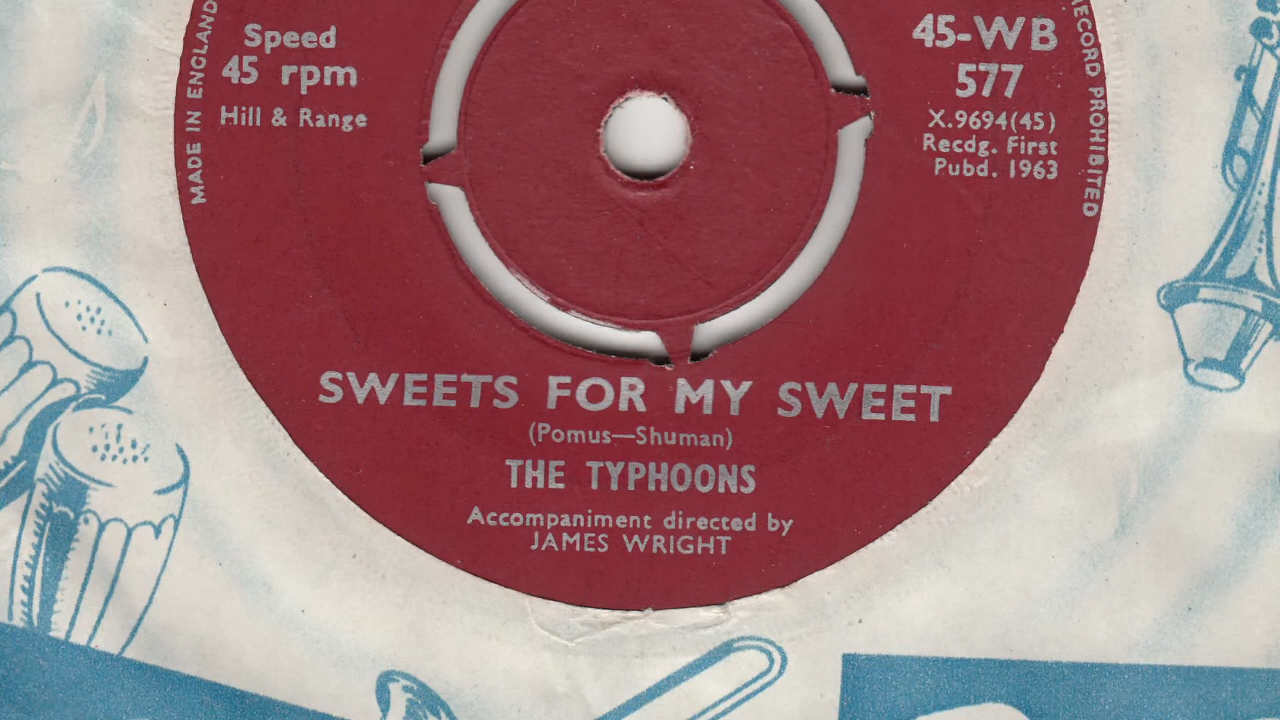 MADE IN ENGLAND
Speed
45 rpm
Hill & Range
45-WB
577
X.9694(45)
Recdg. First
Pubd. 1963
RECORD PROHIBITED
SWEETS FOR MY SWEET
(Pomus—Shuman)
THE TYPHOONS
Accompaniment directed by
JAMES WRIGHT